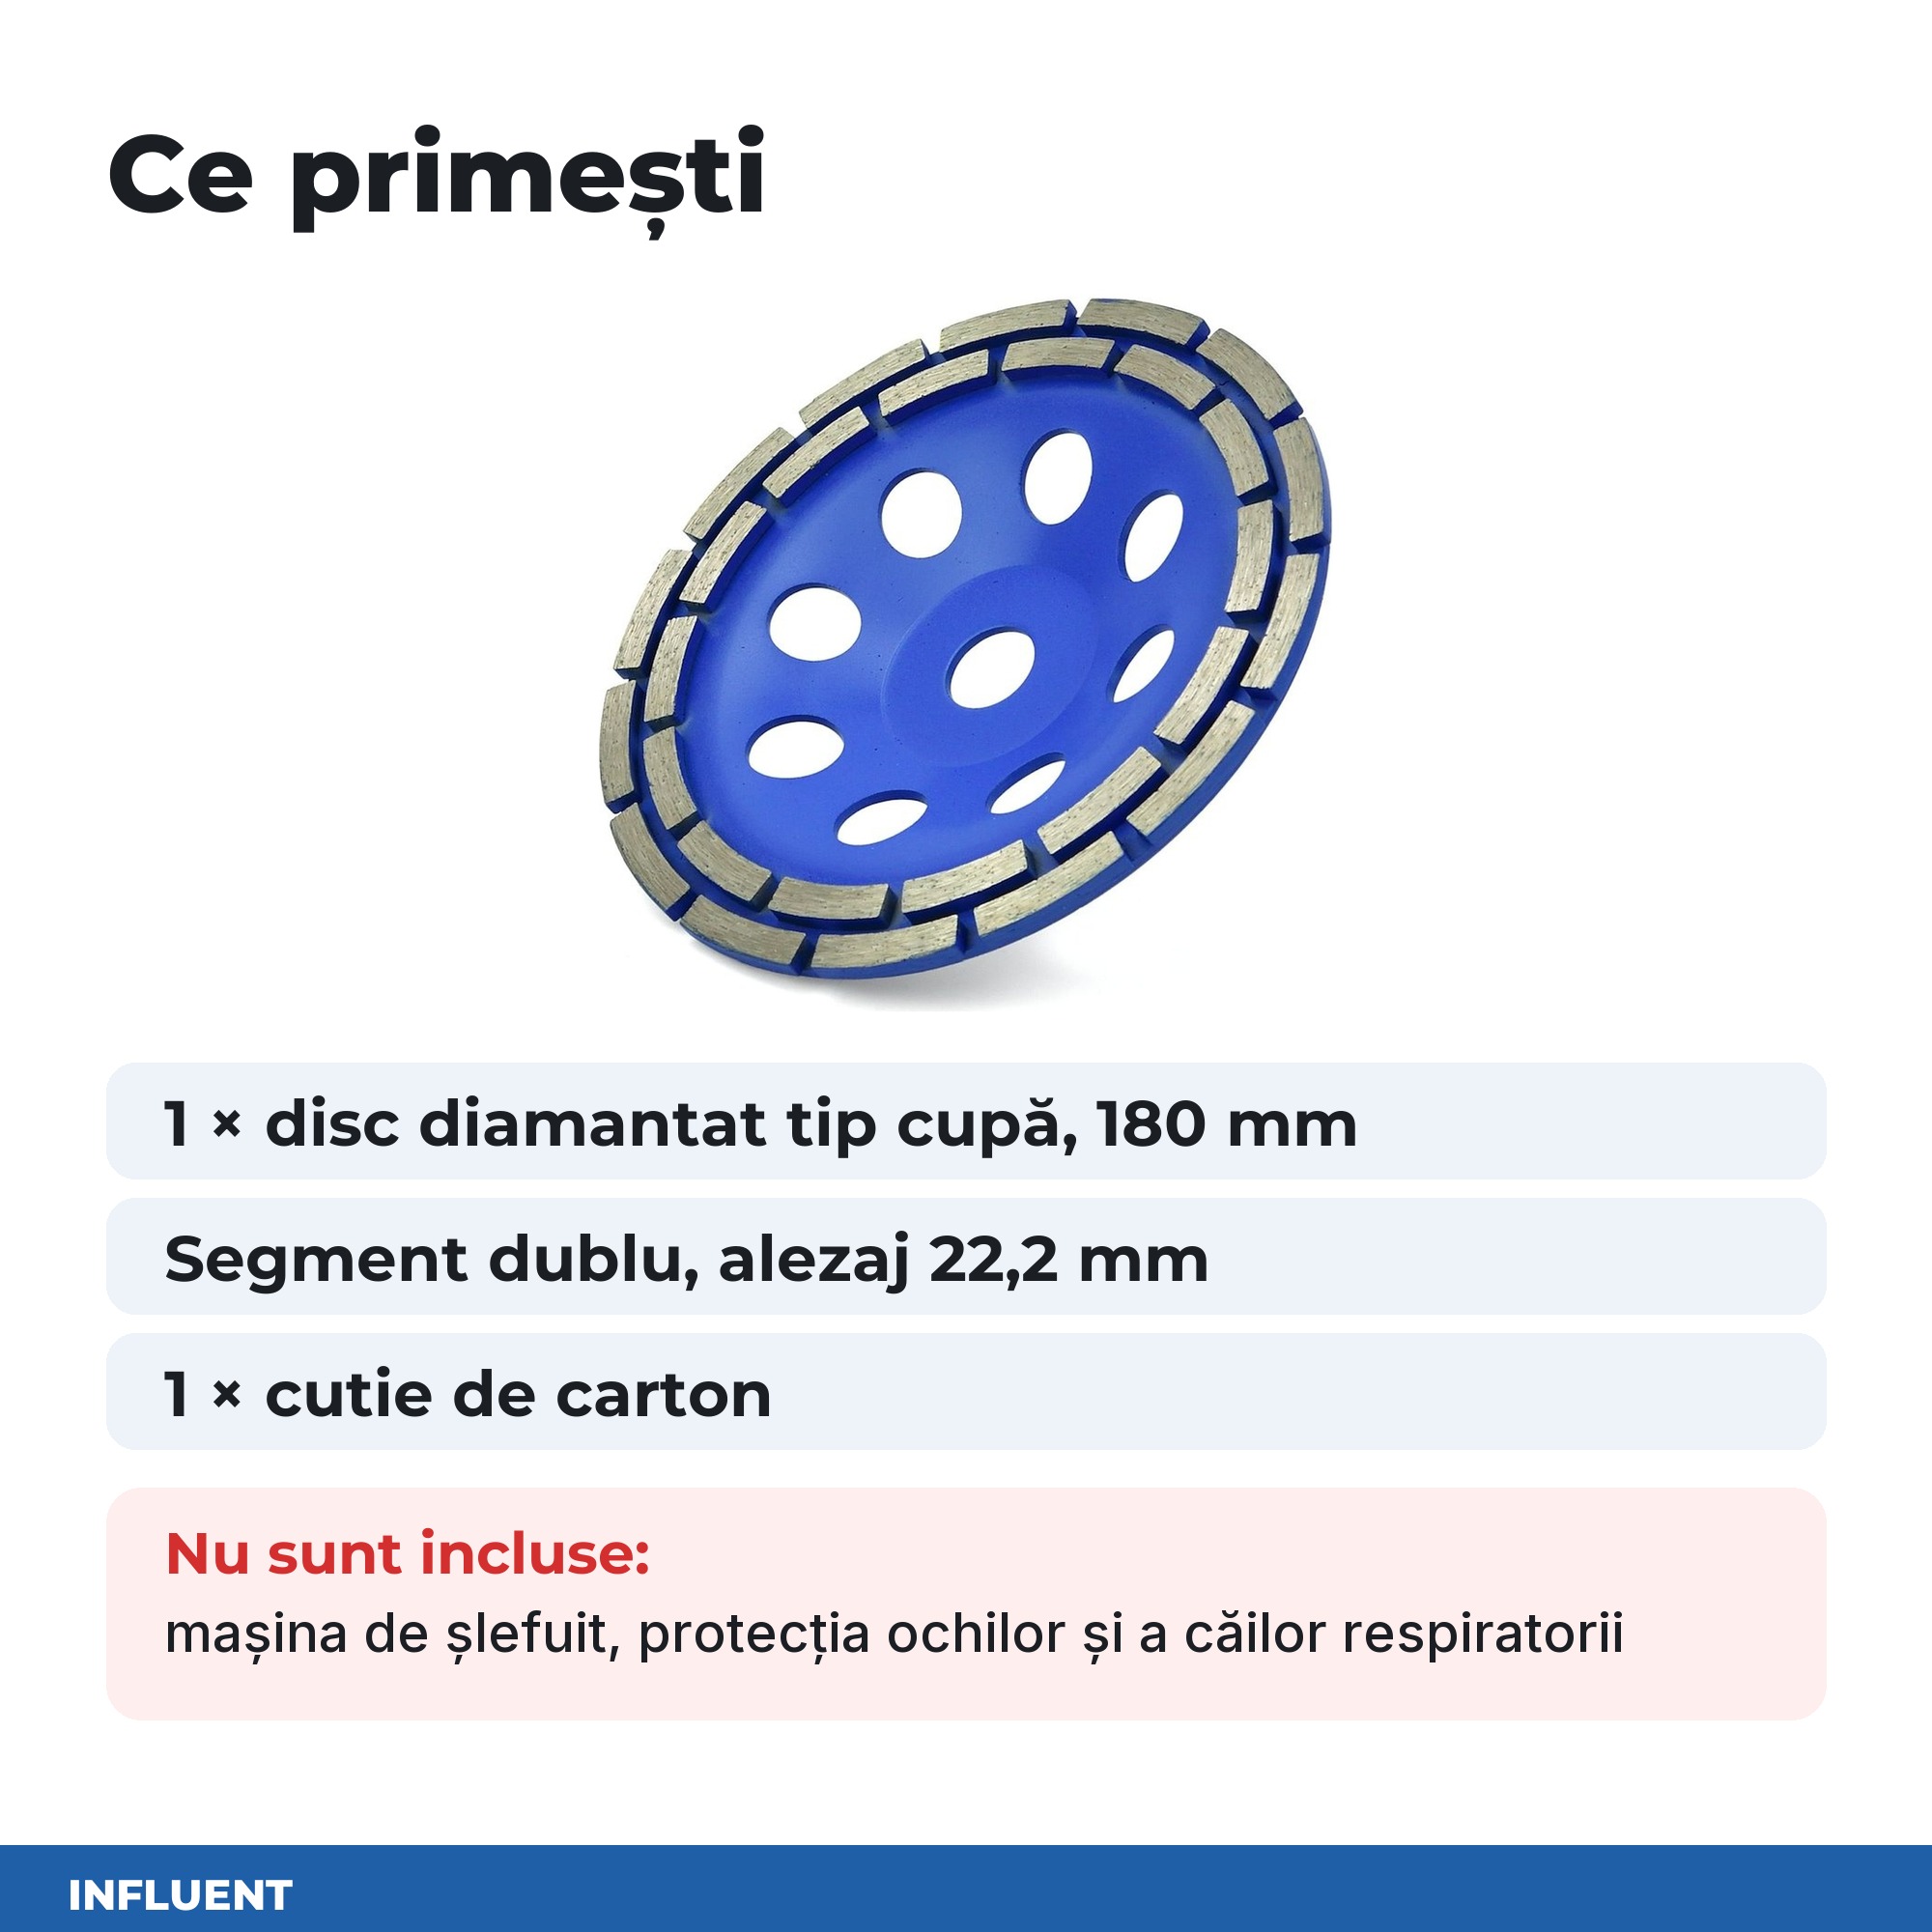 Ce primești
1 × disc diamantat tip cupă, 180 mm
Segment dublu, alezaj 22,2 mm
1 × cutie de carton
Nu sunt incluse:
mașina de șlefuit, protecția ochilor și a căilor respiratorii
INFLUENT